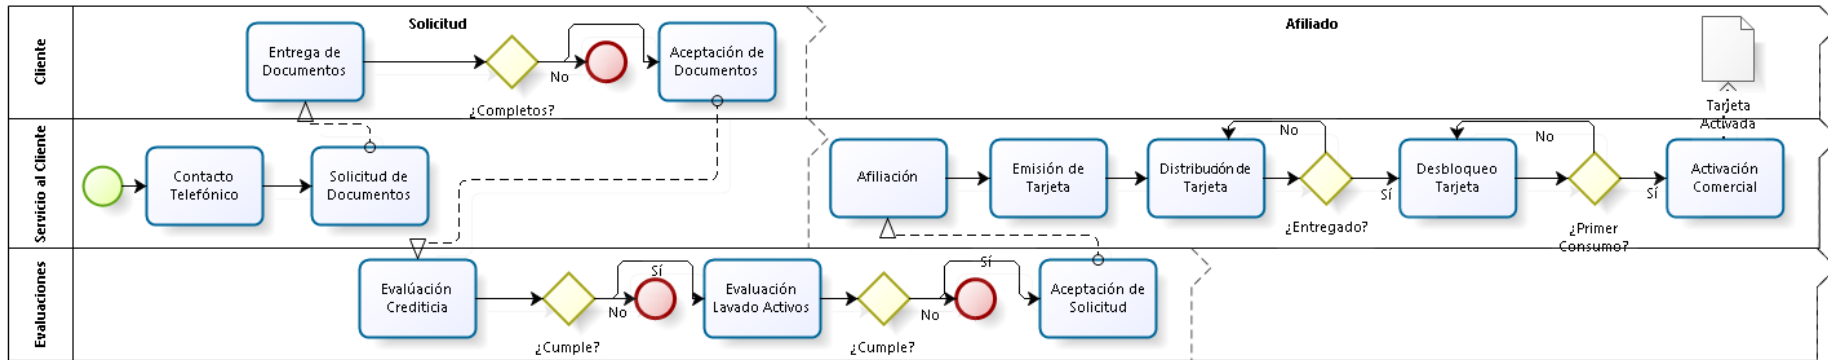 Solicitud
Afiliado
Cliente
Entrega de
Documentos
¿Completos?
No
Aceptación de
Documentos
Tarjeta
Activada
Servicio al Cliente
Contacto
Telefónico
Solicitud de
Documentos
Afiliación
Emisión de
Tarjeta
Distribución de
Tarjeta
No
¿Entregado?
Sí
Desbloqueo
Tarjeta
No
¿Primer
Consumo?
Sí
Activación
Comercial
Evaluaciones
Evalúación
Crediticia
¿Cumple?
No
Sí
Evaluación
Lavado Activos
¿Cumple?
No
Sí
Aceptación de
Solicitud